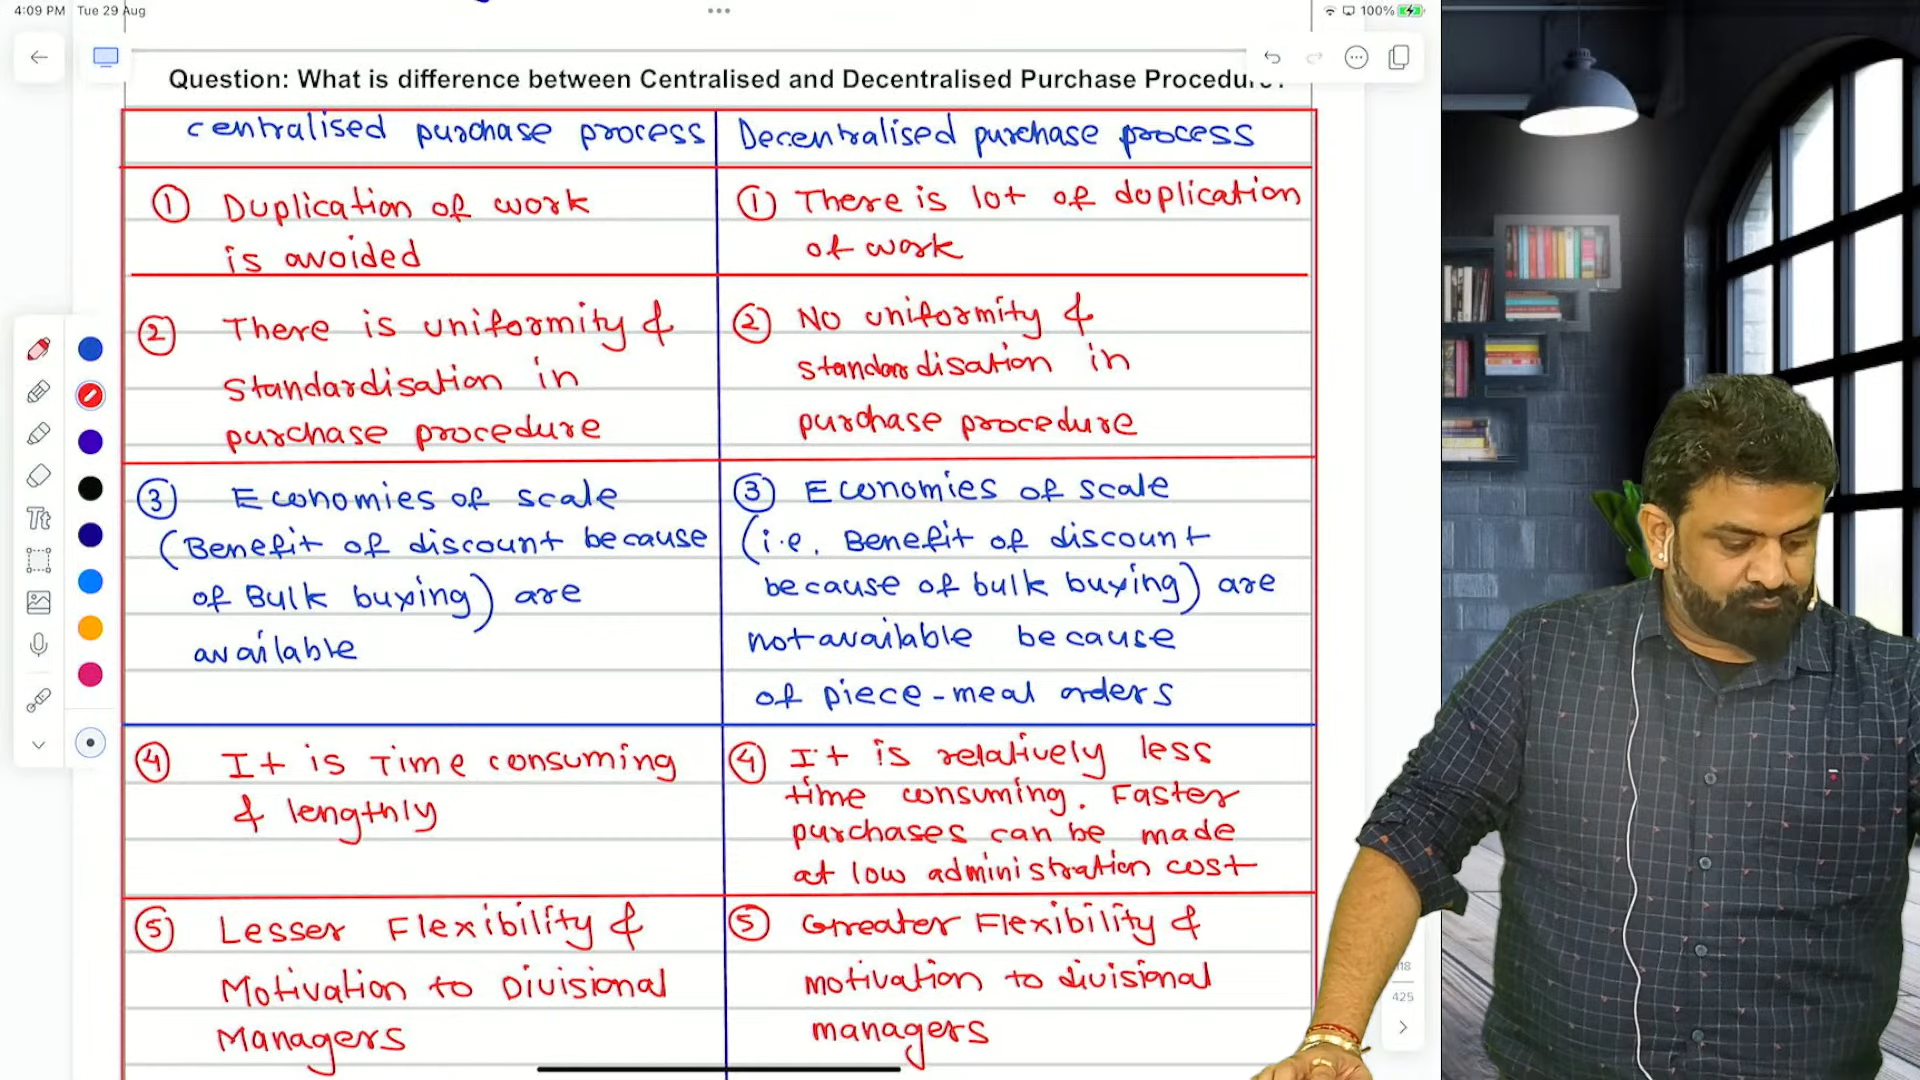 4:09 PM Tue 29 Aug
100%
Question: What is difference between Centralised and Decentralised Purchase Procedure?
centralised purchase process
Decentralised purchase process
① Duplication of work
is avoided
① There is lot of doplication
of work
② There is uniformity &
Standardisation in
purchase procedure
② No uniformity &
standardisation in
purchase procedure
③ Economies of scale
(Benefit of discount because
of Bulk buying) are
available
③ Economies of scale
(i.e. Benefit of discount
because of bulk buying) are
not available because
of piece-meal orders
④ It is Time consuming
& lengthly
④ It is relatively less
time consuming. Faster
purchases can be made
at low administration cost
⑤ Lesser Flexibility &
Motivation to Divisional
Managers
⑤ Greater Flexibility &
motivation to divisional
managers
Tt
425